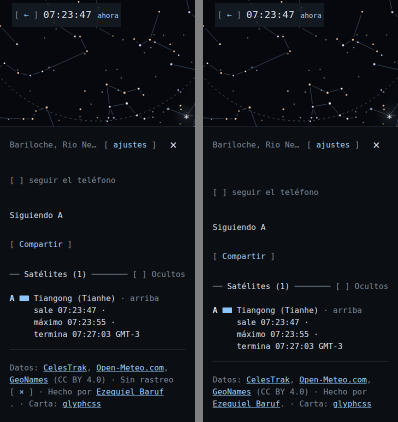 [ ← ] 07:23:47 ahora
Bariloche, Rio Ne… [ ajustes ] ×
[ ] seguir el teléfono
Siguiendo A
[ Compartir ]
Satélites (1) [ ] Ocultos
A Tiangong (Tianhe) · arriba
sale 07:23:47 ·
máximo 07:23:55 ·
termina 07:27:03 GMT-3
Datos: CelesTrak, Open-Meteo.com,
GeoNames (CC BY 4.0) · Sin rastreo
[ × ] · Hecho por Ezequiel Baruf
. · Carta: glyphcss
[ ← ] 07:23:47 ahora
Bariloche, Rio Ne… [ ajustes ] ×
[ ] seguir el teléfono
Siguiendo A
[ Compartir ]
Satélites (1) [ ] Ocultos
A Tiangong (Tianhe) · arriba
sale 07:23:47 ·
máximo 07:23:55 ·
termina 07:27:03 GMT-3
Datos: CelesTrak, Open-Meteo.com,
GeoNames (CC BY 4.0) · Hecho por
Ezequiel Baruf. · Carta: glyphcss